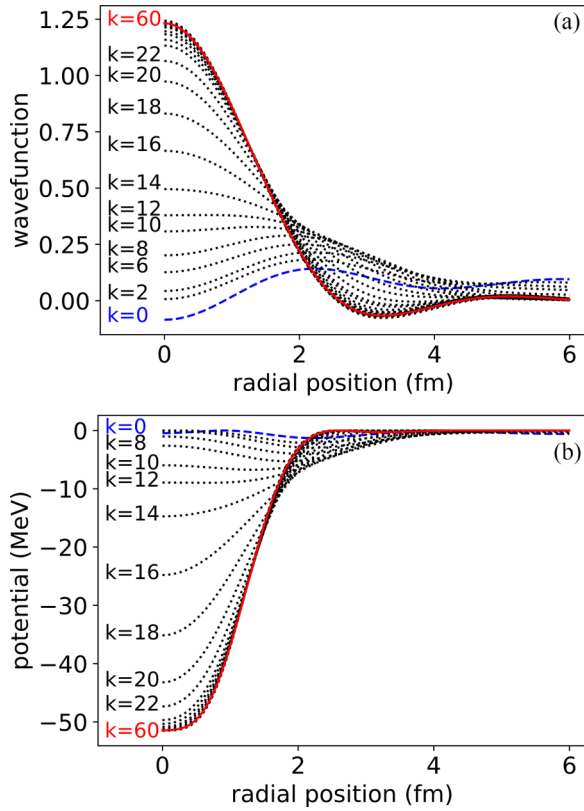 (a)
1.25
1.00
0.75
0.50
0.25
0.00
wavefunction
k=60
k=22
k=20
k=18
k=16
k=14
k=12
k=10
k=8
k=6
k=2
k=0
0 2 4 6
radial position (fm)
(b)
0
−10
−20
−30
−40
−50
potential (MeV)
k=0
k=8
k=10
k=12
k=14
k=16
k=18
k=20
k=22
k=60
0 2 4 6
radial position (fm)